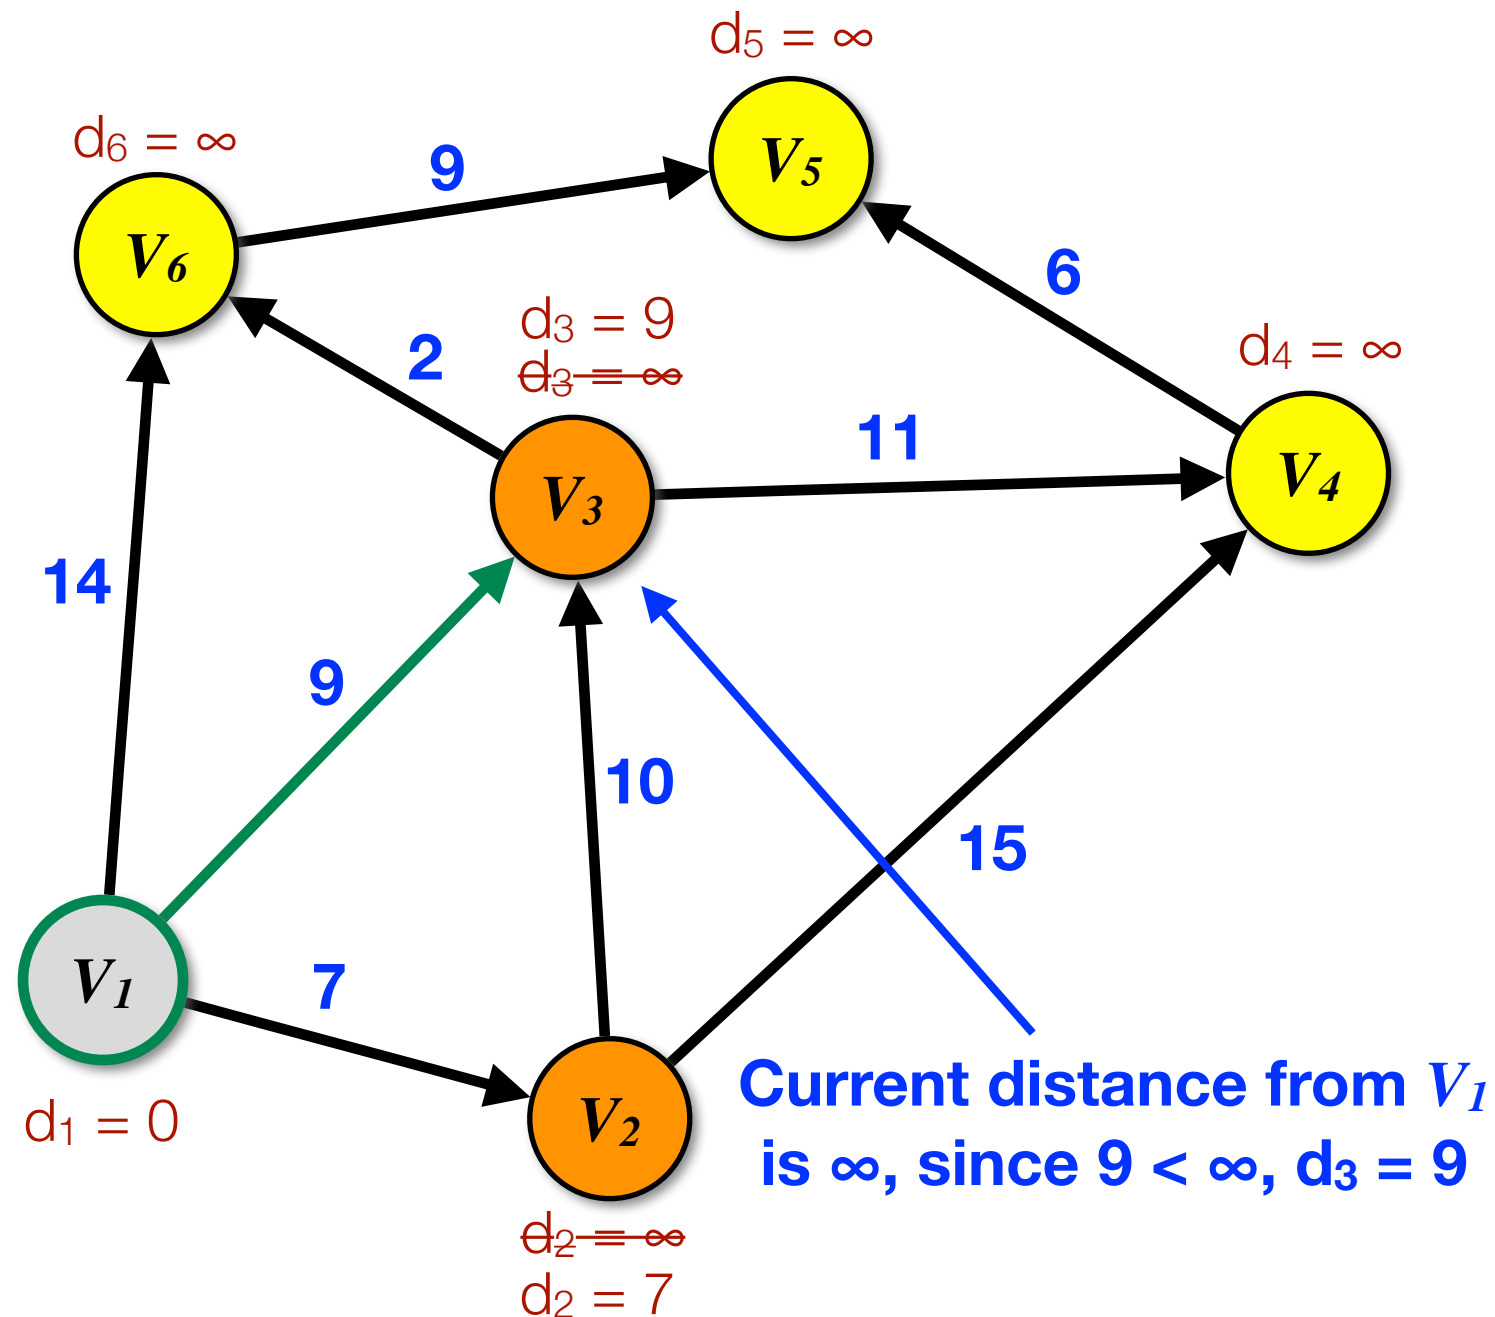 d₅ = ∞
V₅
d₆ = ∞
9
V₆
6
d₃ = 9
d₃ = ∞
2
d₄ = ∞
11
V₃
V₄
14
9
10
15
V₁
7
Current distance from V₁
is ∞, since 9 < ∞, d₃ = 9
d₁ = 0
V₂
d₂ = ∞
d₂ = 7